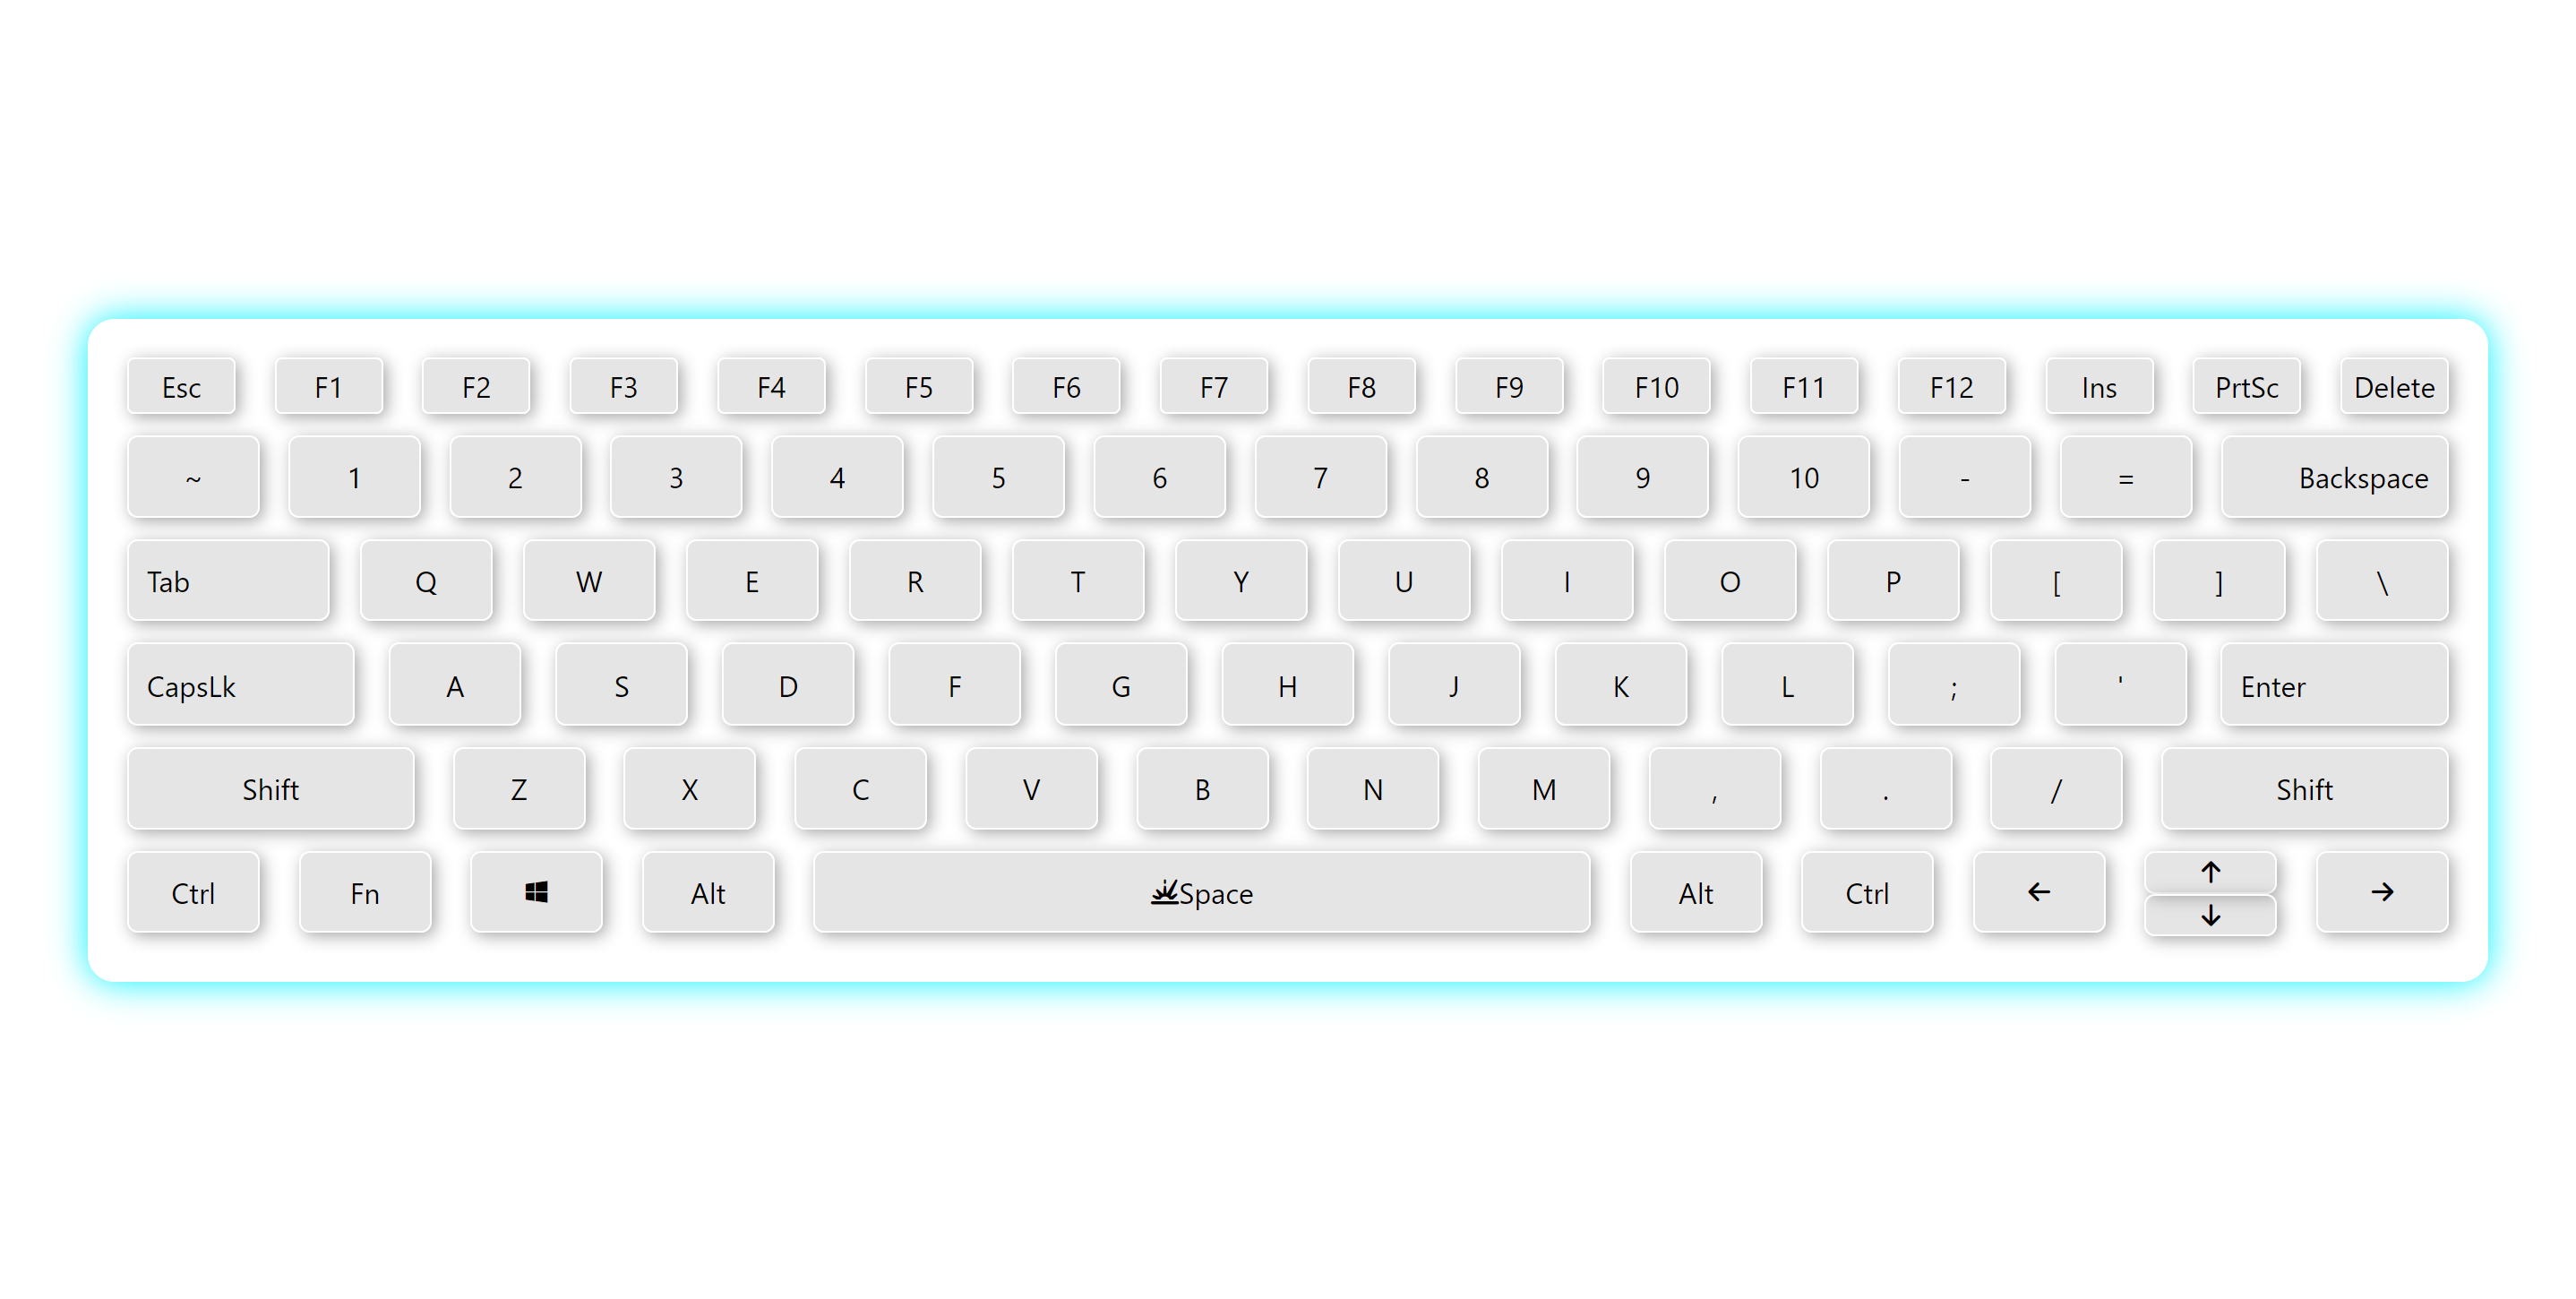 Esc F1 F2 F3 F4 F5 F6 F7 F8 F9 F10 F11 F12 Ins PrtSc Delete
~ 1 2 3 4 5 6 7 8 9 10 - = Backspace
Tab Q W E R T Y U I O P [ ] \
CapsLk A S D F G H J K L ; ' Enter
Shift Z X C V B N M , . / Shift
Ctrl Fn Alt Space Alt Ctrl ← ↑ ↓ →